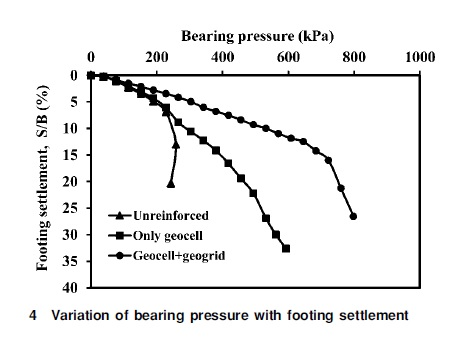 Bearing pressure (kPa)
0 200 400 600 800 1000
Footing settlement, S/B (%)
0
5
10
15
20
25
30
35
40
Unreinforced
Only geocell
Geocell+geogrid
4 Variation of bearing pressure with footing settlement